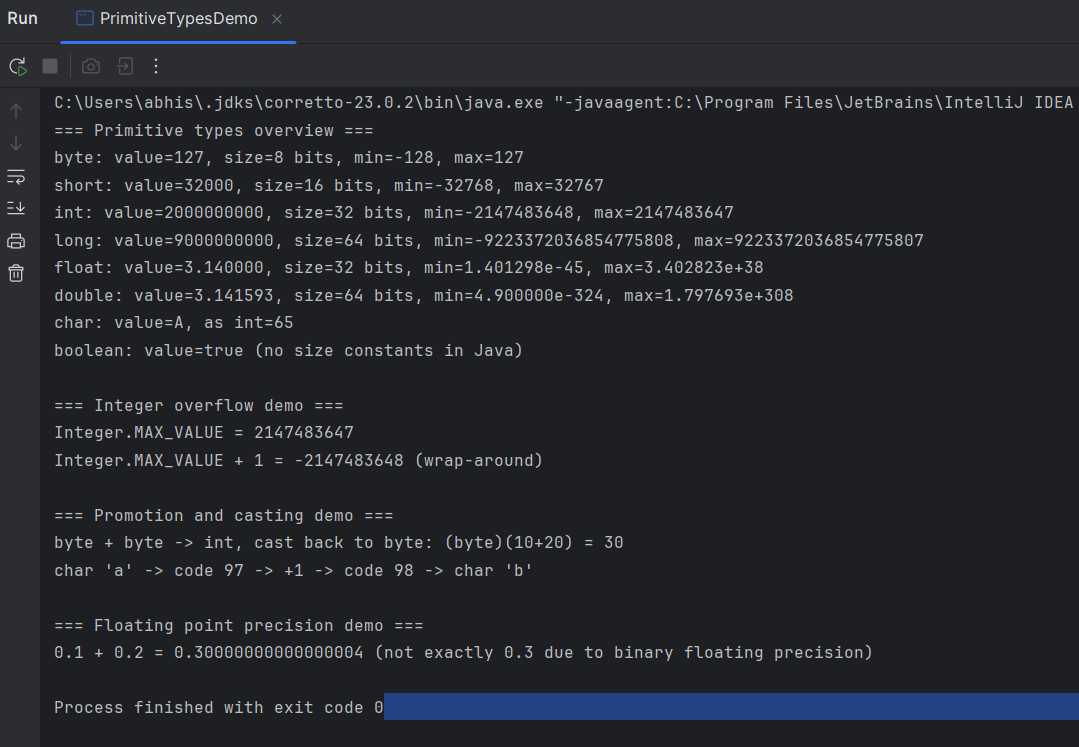 Run PrimitiveTypesDemo
C:\Users\abhis\.jdks\corretto-23.0.2\bin\java.exe "-javaagent:C:\Program Files\JetBrains\IntelliJ IDEA
=== Primitive types overview ===
byte: value=127, size=8 bits, min=-128, max=127
short: value=32000, size=16 bits, min=-32768, max=32767
int: value=2000000000, size=32 bits, min=-2147483648, max=2147483647
long: value=9000000000, size=64 bits, min=-9223372036854775808, max=9223372036854775807
float: value=3.140000, size=32 bits, min=1.401298e-45, max=3.402823e+38
double: value=3.141593, size=64 bits, min=4.900000e-324, max=1.797693e+308
char: value=A, as int=65
boolean: value=true (no size constants in Java)

=== Integer overflow demo ===
Integer.MAX_VALUE = 2147483647
Integer.MAX_VALUE + 1 = -2147483648 (wrap-around)

=== Promotion and casting demo ===
byte + byte -> int, cast back to byte: (byte)(10+20) = 30
char 'a' -> code 97 -> +1 -> code 98 -> char 'b'

=== Floating point precision demo ===
0.1 + 0.2 = 0.30000000000000004 (not exactly 0.3 due to binary floating precision)

Process finished with exit code 0